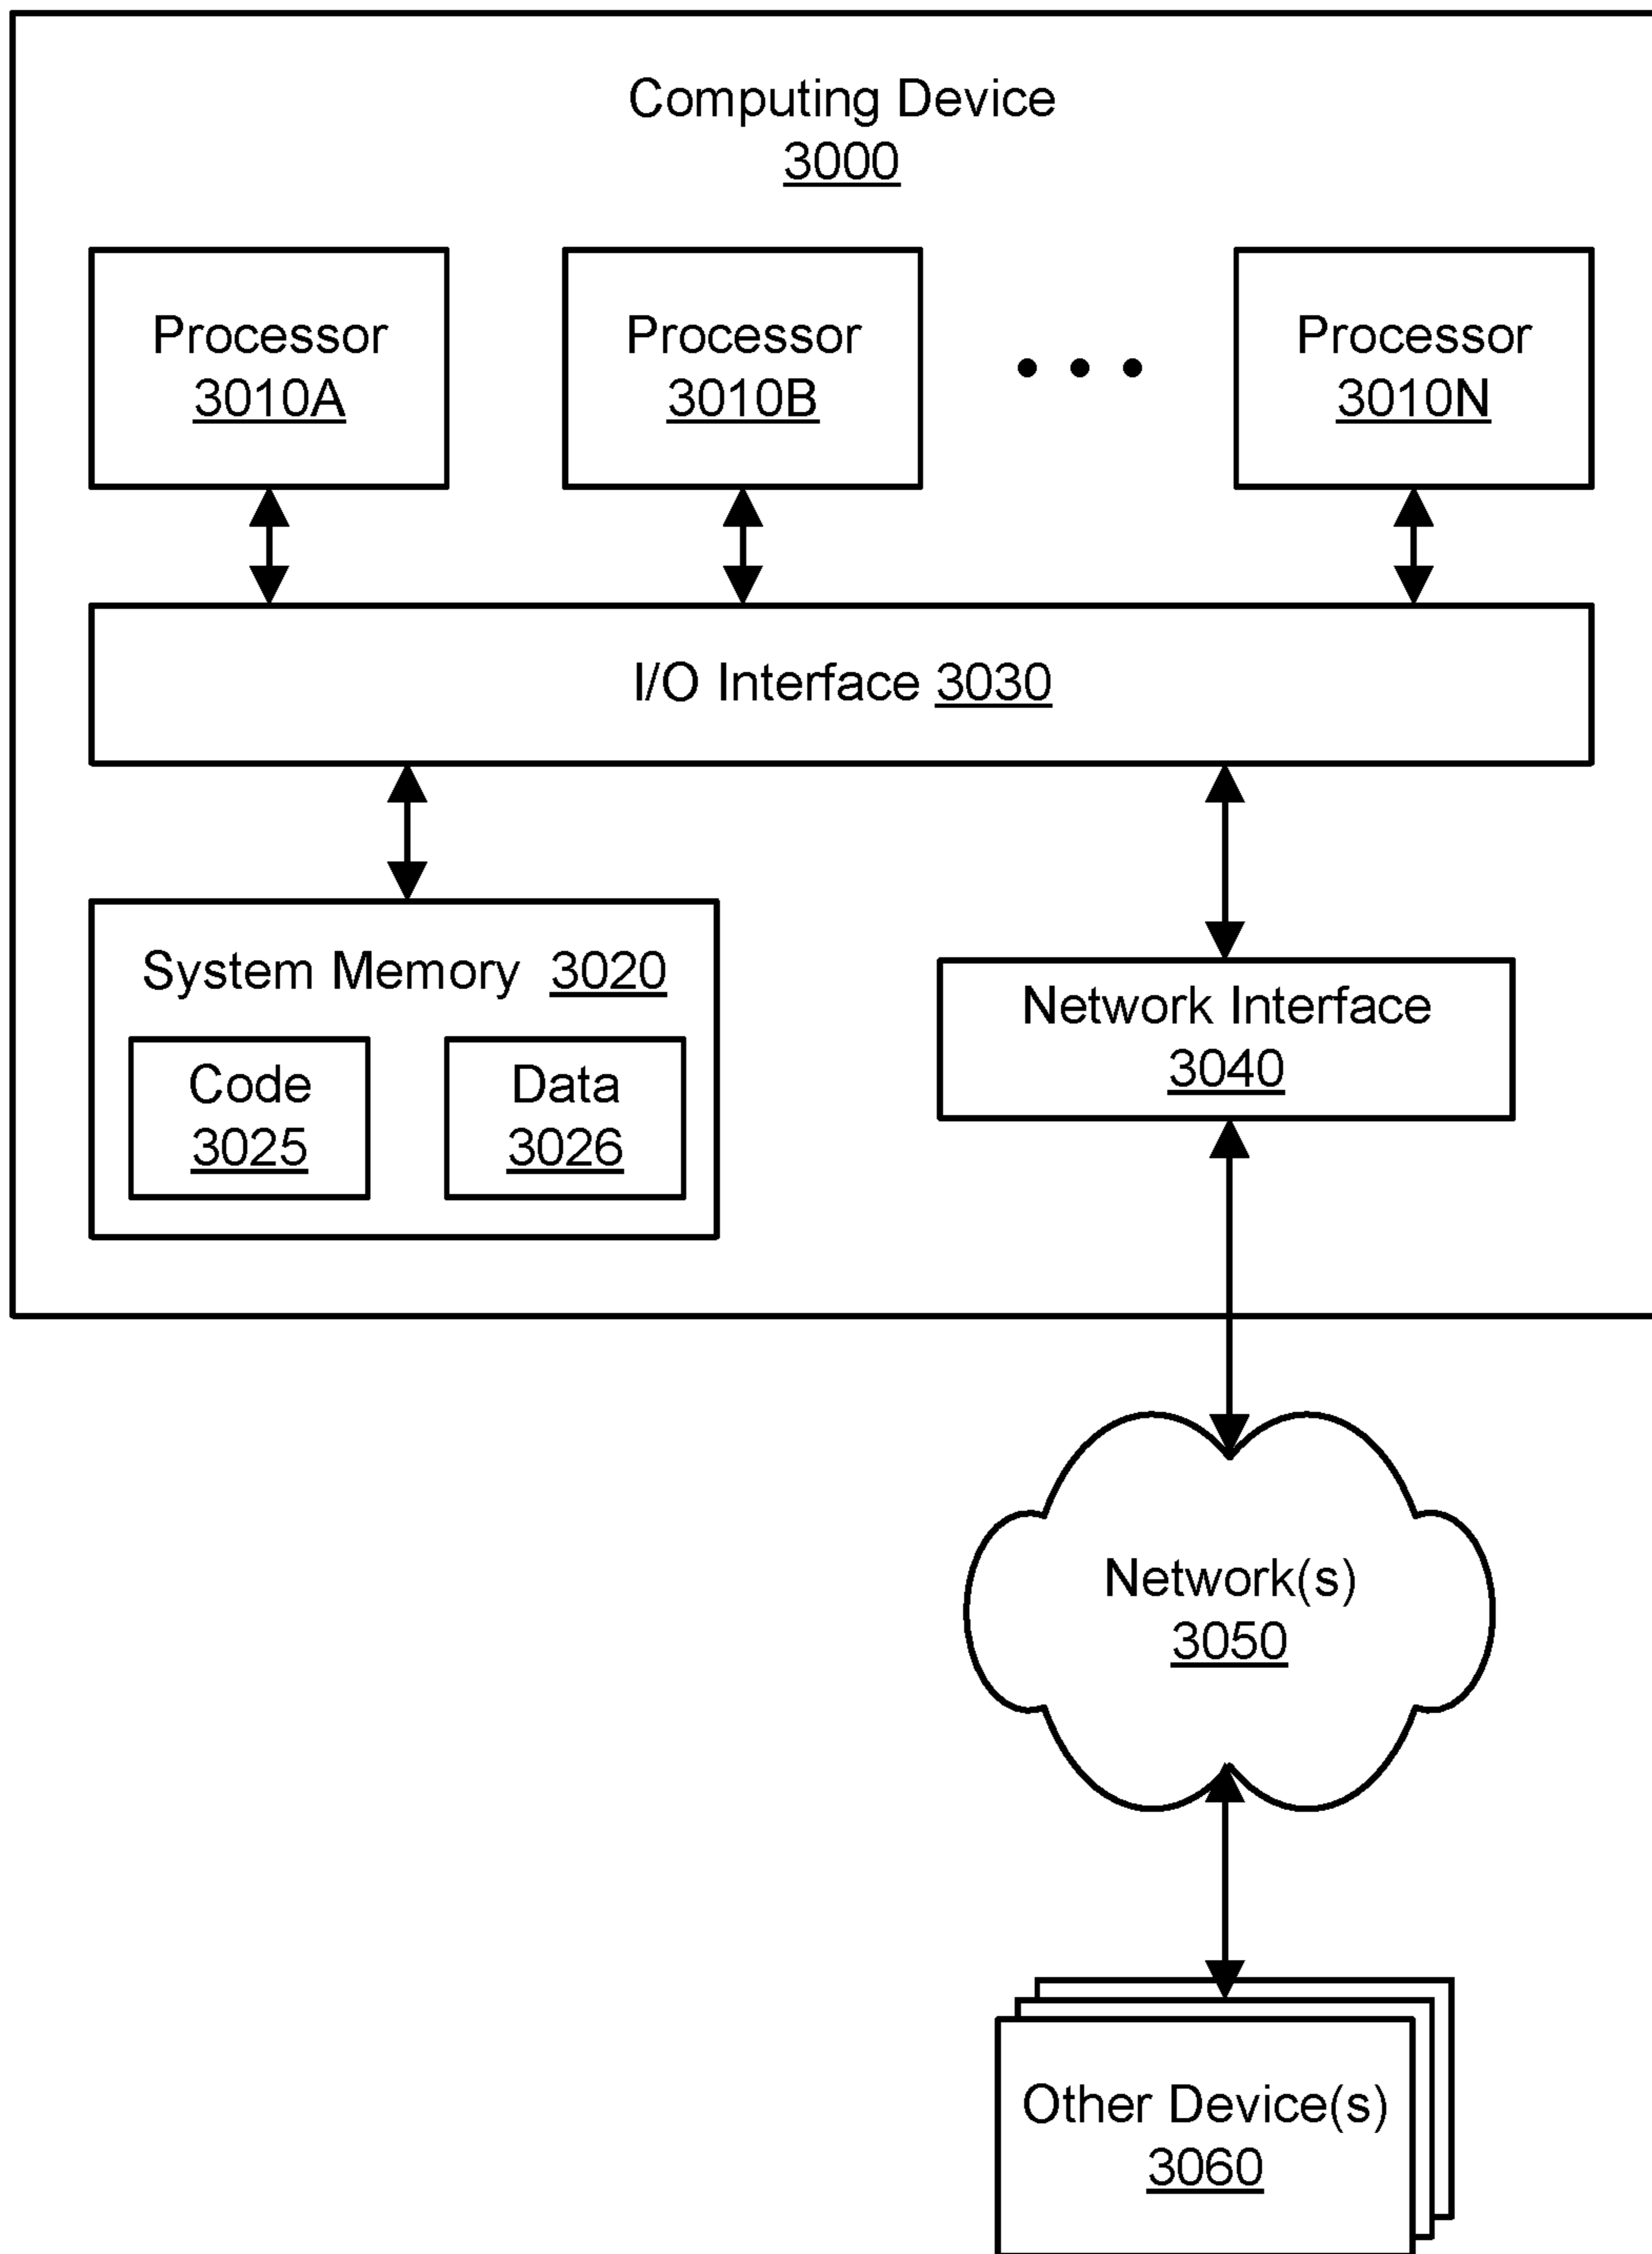 Computing Device
3000
Processor
3010A
Processor
3010B
Processor
3010N
I/O Interface 3030
System Memory 3020
Code
3025
Data
3026
Network Interface
3040
Network(s)
3050
Other Device(s)
3060